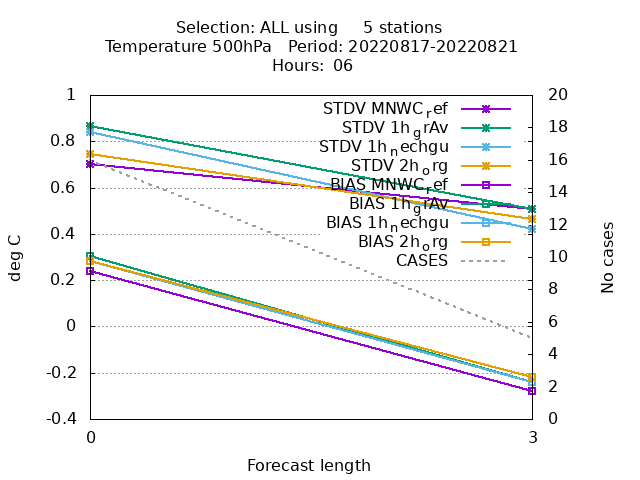 Selection: ALL using 5 stations
Temperature 500hPa Period: 20220817-20220821
Hours: 06
1
0.8
0.6
0.4
0.2
0
-0.2
-0.4
deg C
20
18
16
14
12
10
8
6
4
2
0
No cases
STDV MNWC_ref
STDV 1h_grAv
STDV 1h_nechgu
STDV 2h_org
BIAS MNWC_ref
BIAS 1h_grAv
BIAS 1h_nechgu
BIAS 2h_org
CASES
0 3
Forecast length